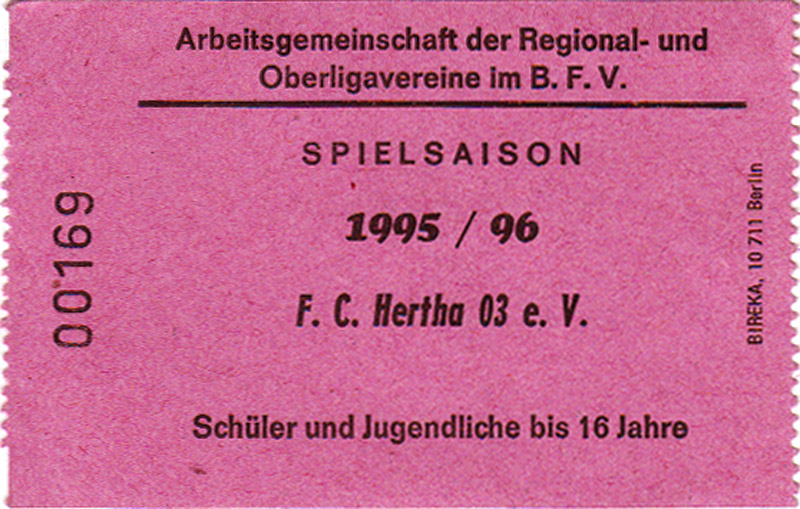 Arbeitsgemeinschaft der Regional- und
Oberligavereine im B. F. V.
SPIELSAISON
1995 / 96
F. C. Hertha 03 e. V.
Schüler und Jugendliche bis 16 Jahre
00169
BIREKA, 10 711 Berlin